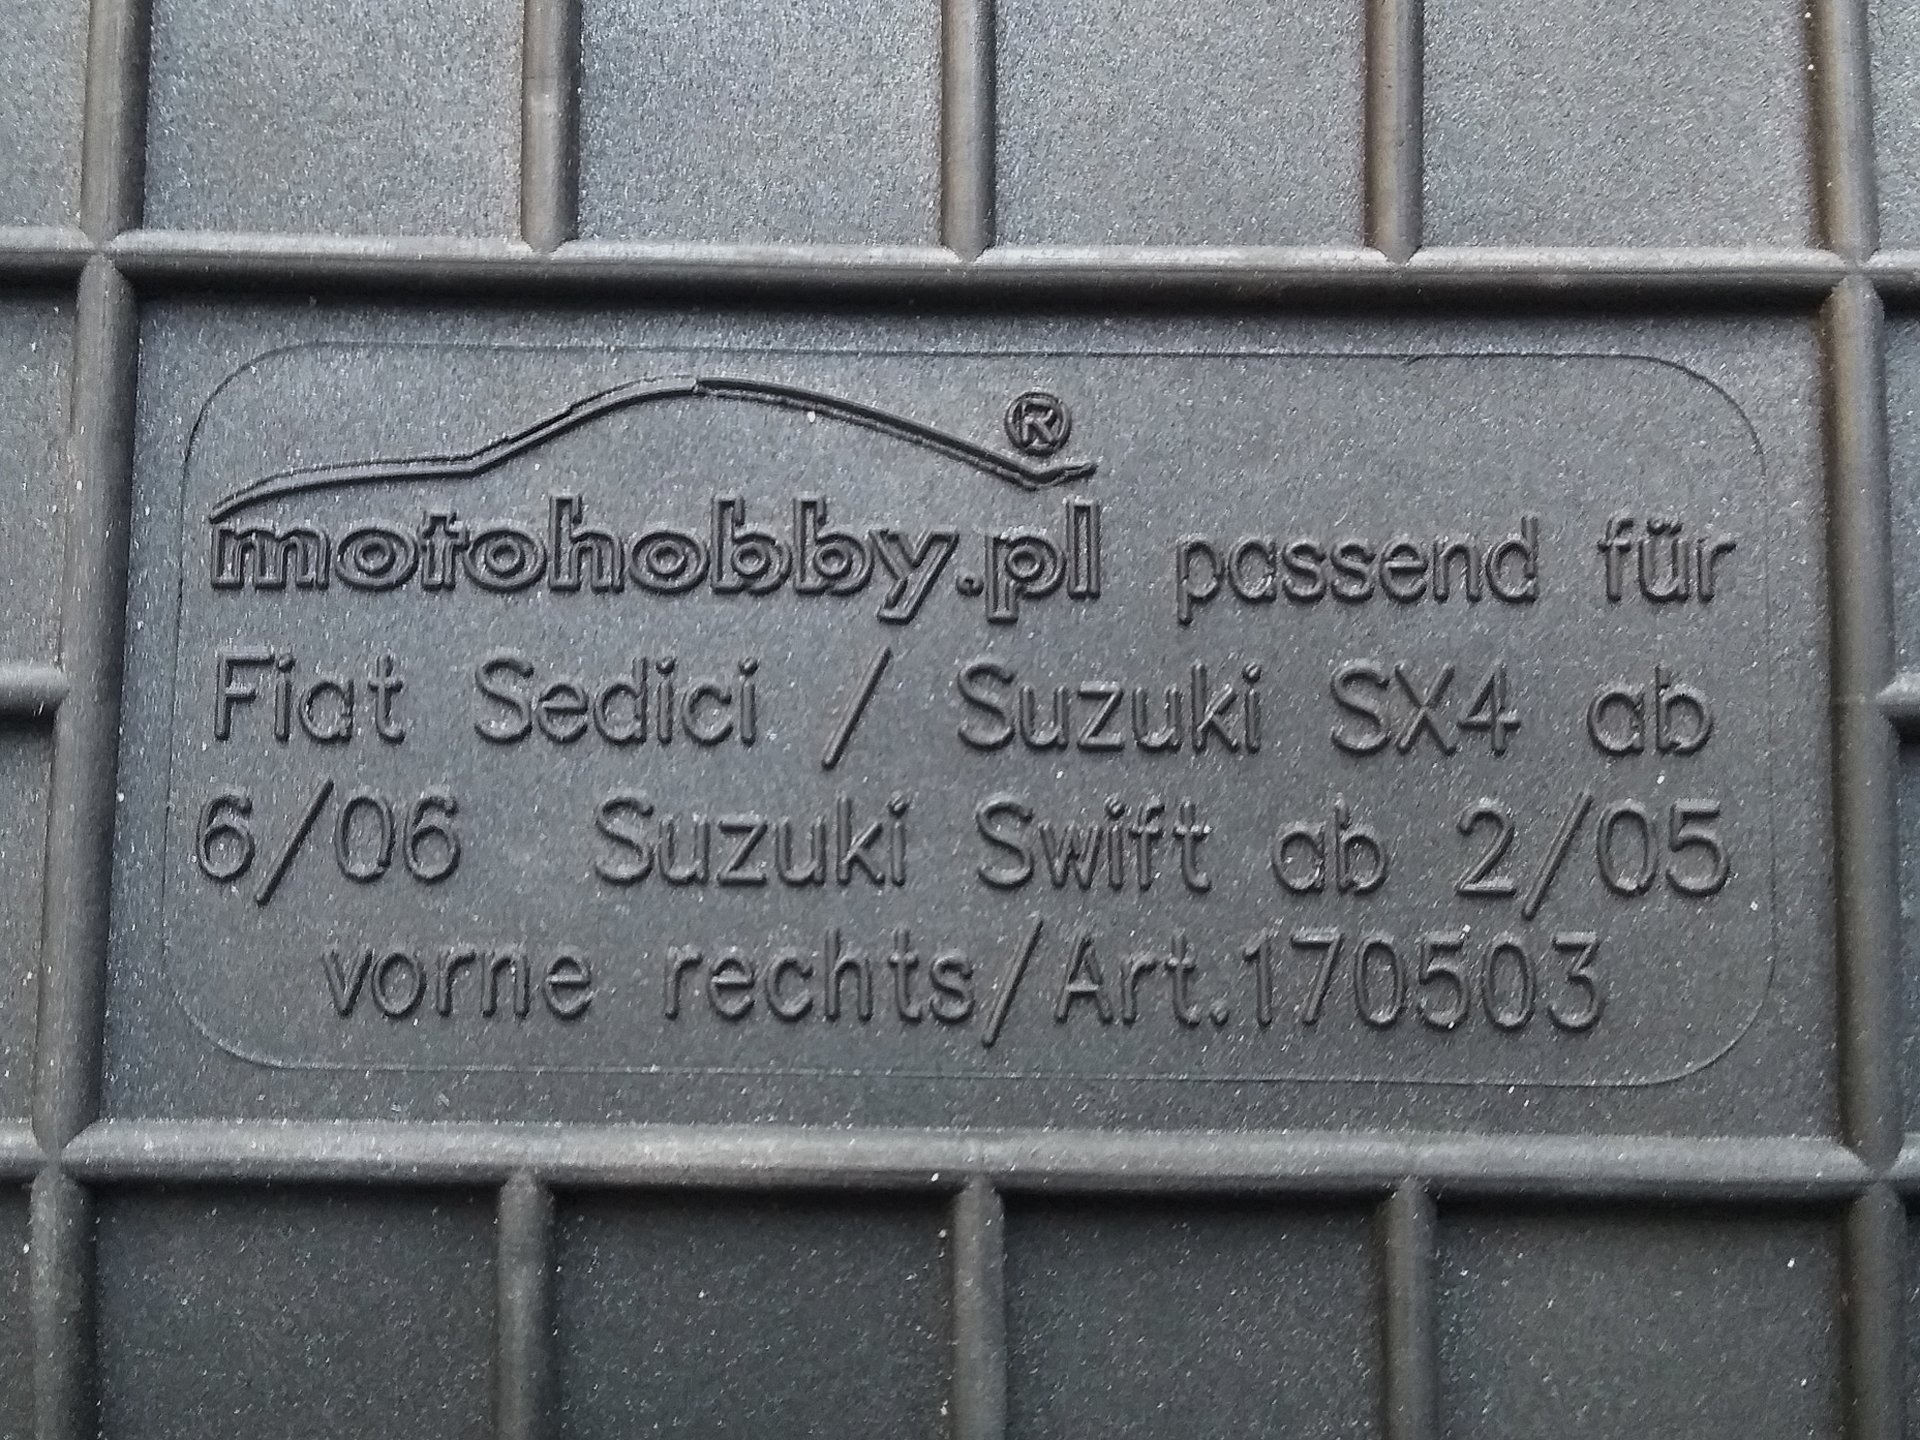 motohobby.pl® passend für
Fiat Sedici / Suzuki SX4 ab
6/06 Suzuki Swift ab 2/05
vorne rechts/Art.170503